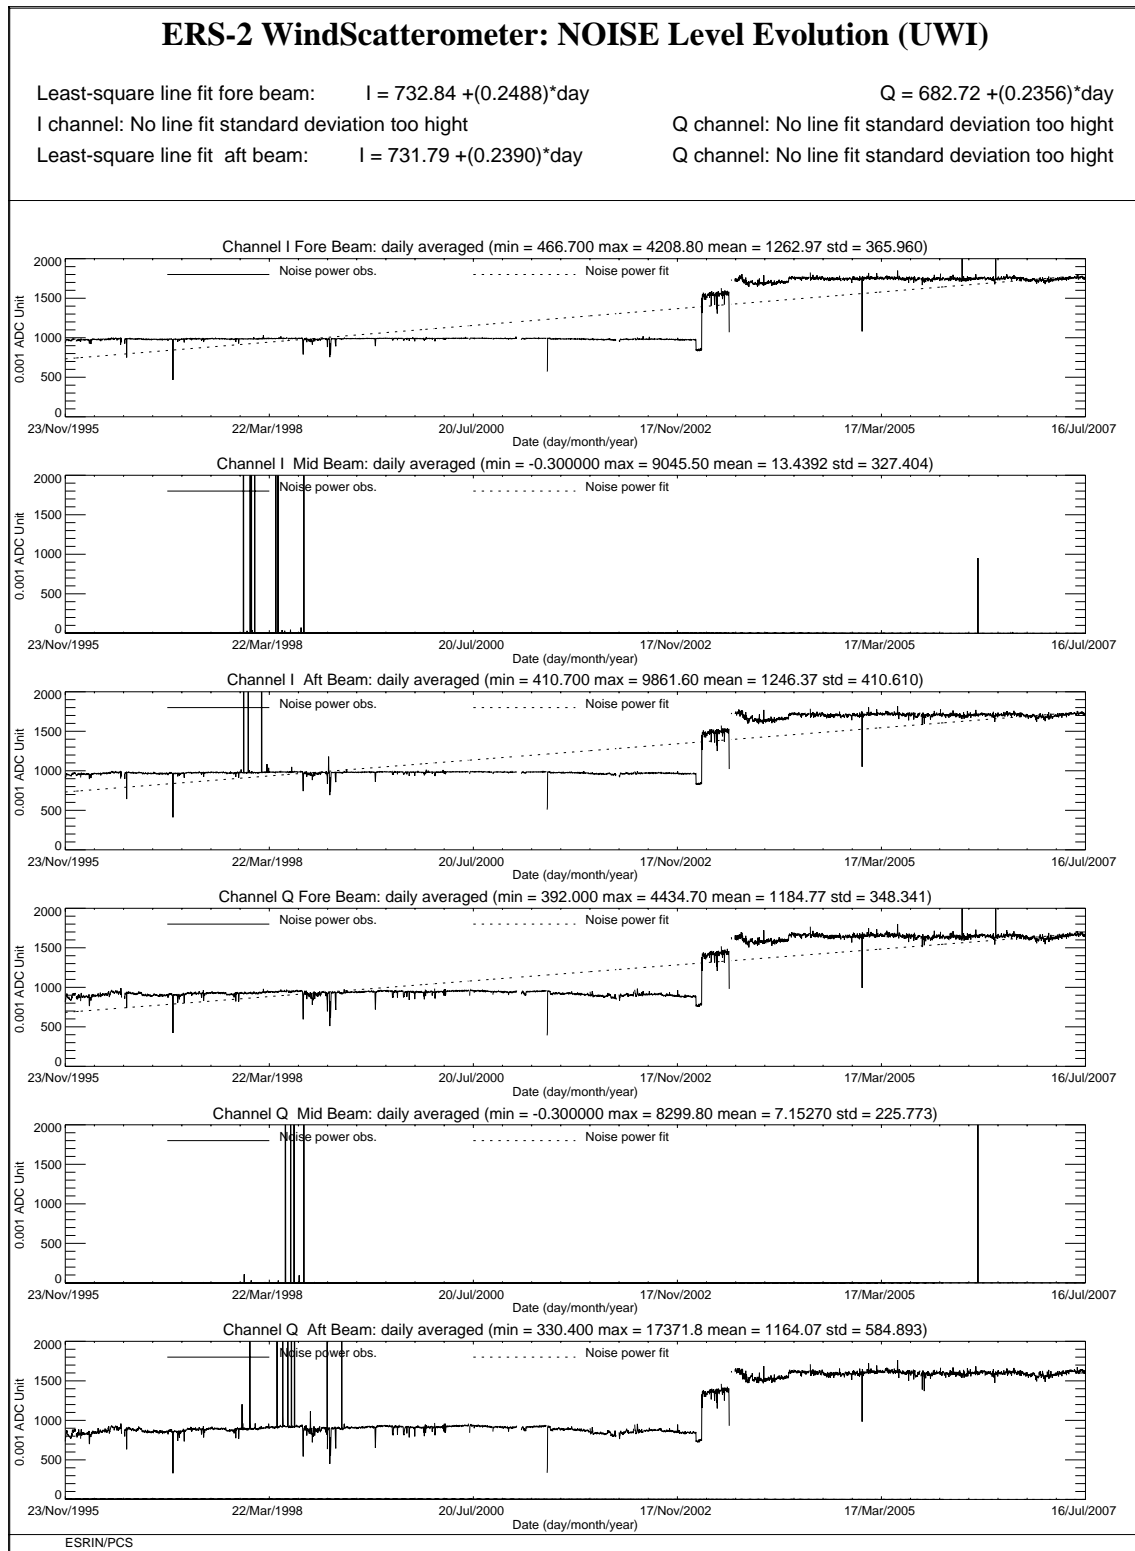 ERS-2 WindScatterometer: NOISE Level Evolution (UWI)
Least-square line fit fore beam: I = 732.84 +(0.2488)*day Q = 682.72 +(0.2356)*day
I channel: No line fit standard deviation too hight Q channel: No line fit standard deviation too hight
Least-square line fit aft beam: I = 731.79 +(0.2390)*day Q channel: No line fit standard deviation too hight
Channel I Fore Beam: daily averaged (min = 466.700 max = 4208.80 mean = 1262.97 std = 365.960)
Noise power obs. Noise power fit
2000
1500
1000
500
0
0.001 ADC Unit
23/Nov/1995 22/Mar/1998 20/Jul/2000 17/Nov/2002 17/Mar/2005 16/Jul/2007
Date (day/month/year)
Channel I Mid Beam: daily averaged (min = -0.300000 max = 9045.50 mean = 13.4392 std = 327.404)
Noise power obs. Noise power fit
2000
1500
1000
500
0
0.001 ADC Unit
23/Nov/1995 22/Mar/1998 20/Jul/2000 17/Nov/2002 17/Mar/2005 16/Jul/2007
Date (day/month/year)
Channel I Aft Beam: daily averaged (min = 410.700 max = 9861.60 mean = 1246.37 std = 410.610)
Noise power obs. Noise power fit
2000
1500
1000
500
0
0.001 ADC Unit
23/Nov/1995 22/Mar/1998 20/Jul/2000 17/Nov/2002 17/Mar/2005 16/Jul/2007
Date (day/month/year)
Channel Q Fore Beam: daily averaged (min = 392.000 max = 4434.70 mean = 1184.77 std = 348.341)
Noise power obs. Noise power fit
2000
1500
1000
500
0
0.001 ADC Unit
23/Nov/1995 22/Mar/1998 20/Jul/2000 17/Nov/2002 17/Mar/2005 16/Jul/2007
Date (day/month/year)
Channel Q Mid Beam: daily averaged (min = -0.300000 max = 8299.80 mean = 7.15270 std = 225.773)
Noise power obs. Noise power fit
2000
1500
1000
500
0
0.001 ADC Unit
23/Nov/1995 22/Mar/1998 20/Jul/2000 17/Nov/2002 17/Mar/2005 16/Jul/2007
Date (day/month/year)
Channel Q Aft Beam: daily averaged (min = 330.400 max = 17371.8 mean = 1164.07 std = 584.893)
Noise power obs. Noise power fit
2000
1500
1000
500
0
0.001 ADC Unit
23/Nov/1995 22/Mar/1998 20/Jul/2000 17/Nov/2002 17/Mar/2005 16/Jul/2007
Date (day/month/year)
ESRIN/PCS